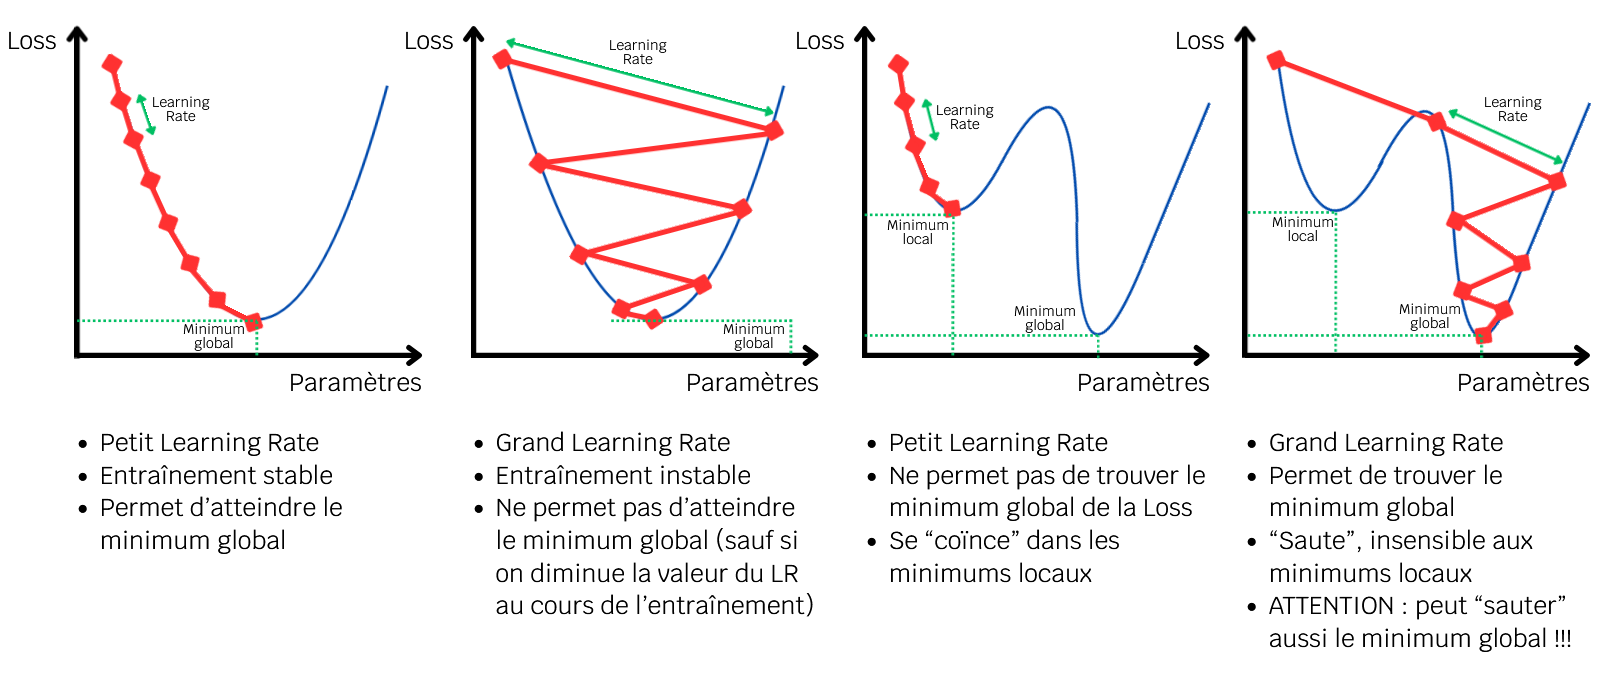 Loss
Learning
Rate
Minimum
global
Paramètres
• Petit Learning Rate
• Entraînement stable
• Permet d’atteindre le
minimum global
Loss
Learning
Rate
Minimum
global
Paramètres
• Grand Learning Rate
• Entraînement instable
• Ne permet pas d’atteindre
le minimum global (sauf si
on diminue la valeur du LR
au cours de l’entraînement)
Loss
Learning
Rate
Minimum
local
Minimum
global
Paramètres
• Petit Learning Rate
• Ne permet pas de trouver le
minimum global de la Loss
• Se “coïnce” dans les
minimums locaux
Loss
Learning
Rate
Minimum
local
Minimum
global
Paramètres
• Grand Learning Rate
• Permet de trouver le
minimum global
• “Saute”, insensible aux
minimums locaux
• ATTENTION : peut “sauter”
aussi le minimum global !!!